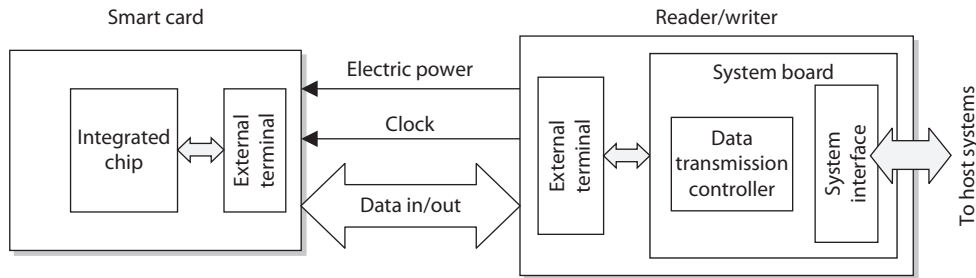 Smart card
Reader/writer
Electric power
System board
Integrated
chip
External
terminal
Clock
External
terminal
Data
transmission
controller
System
interface
Data in/out
To host systems